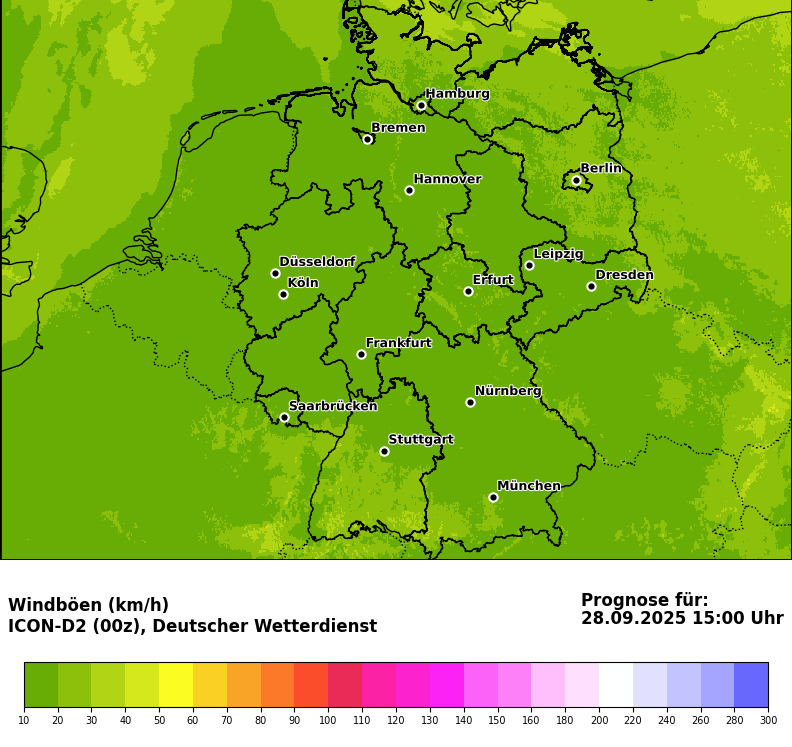 Hamburg
Bremen
Berlin
Hannover
Leipzig
Düsseldorf
Dresden
Köln
Erfurt
Frankfurt
Nürnberg
Saarbrücken
Stuttgart
München
Windböen (km/h)
ICON-D2 (00z), Deutscher Wetterdienst
Prognose für:
28.09.2025 15:00 Uhr
10 20 30 40 50 60 70 80 90 100 110 120 130 140 150 160 180 200 220 240 260 280 300